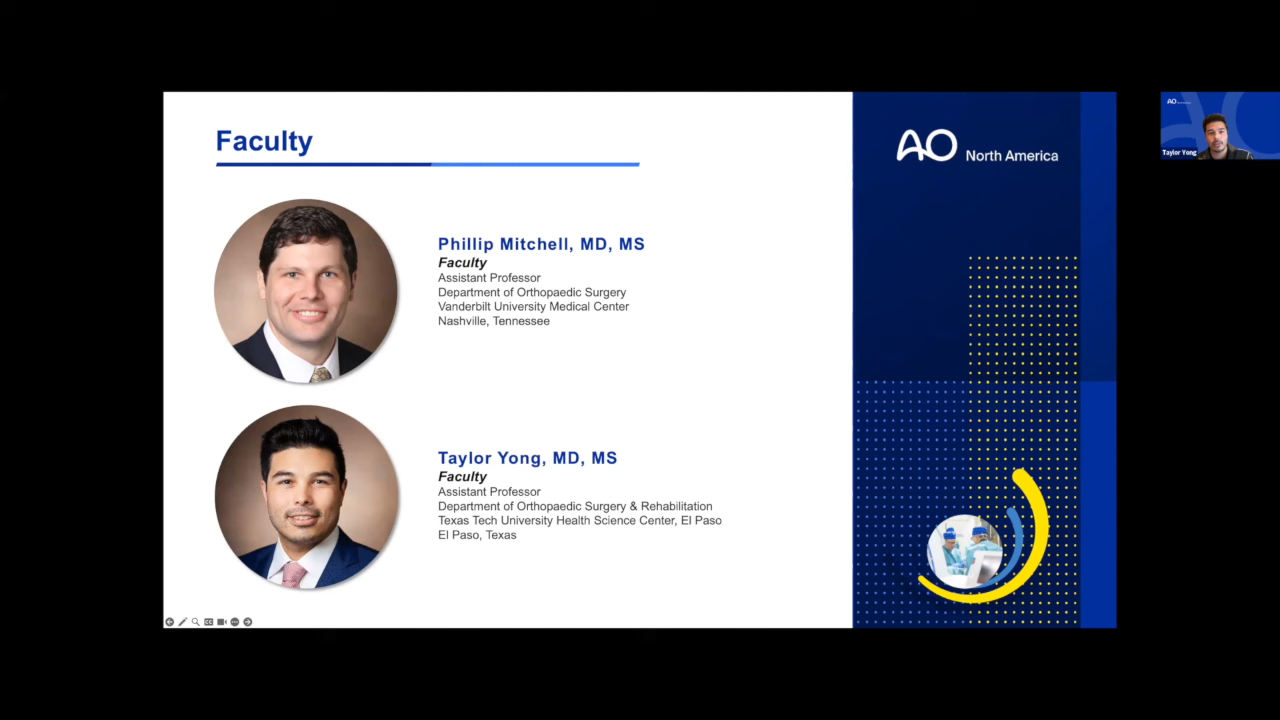 Faculty
AO North America
Phillip Mitchell, MD, MS
Faculty
Assistant Professor
Department of Orthopaedic Surgery
Vanderbilt University Medical Center
Nashville, Tennessee
Taylor Yong, MD, MS
Faculty
Assistant Professor
Department of Orthopaedic Surgery & Rehabilitation
Texas Tech University Health Science Center, El Paso
El Paso, Texas
AO
Taylor Yong